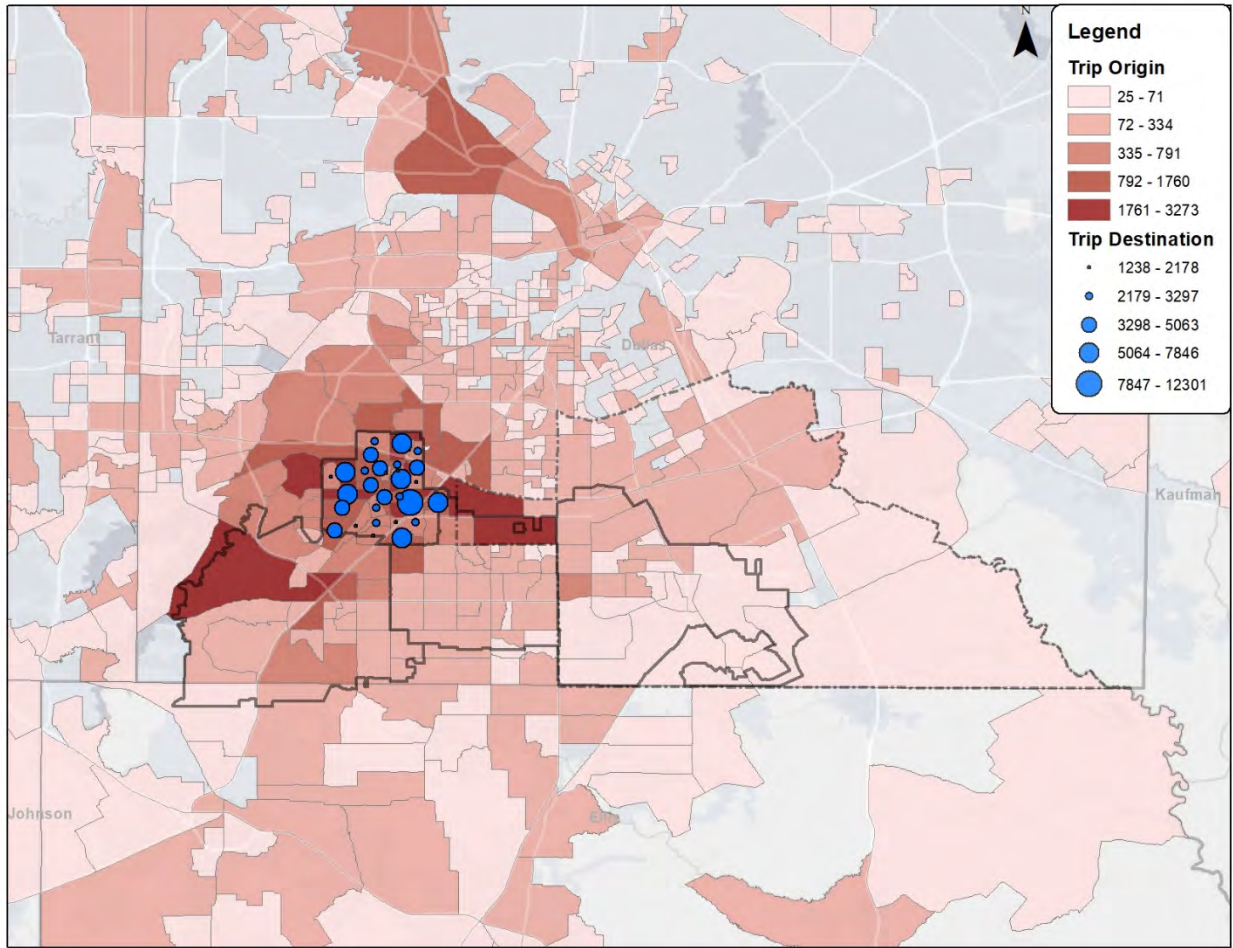 N
Legend
Trip Origin
25 - 71
72 - 334
335 - 791
792 - 1760
1761 - 3273
Trip Destination
1238 - 2178
2179 - 3297
3298 - 5063
5064 - 7846
7847 - 12301
Tarrant
Dallas
Kaufman
Johnson
Ellis